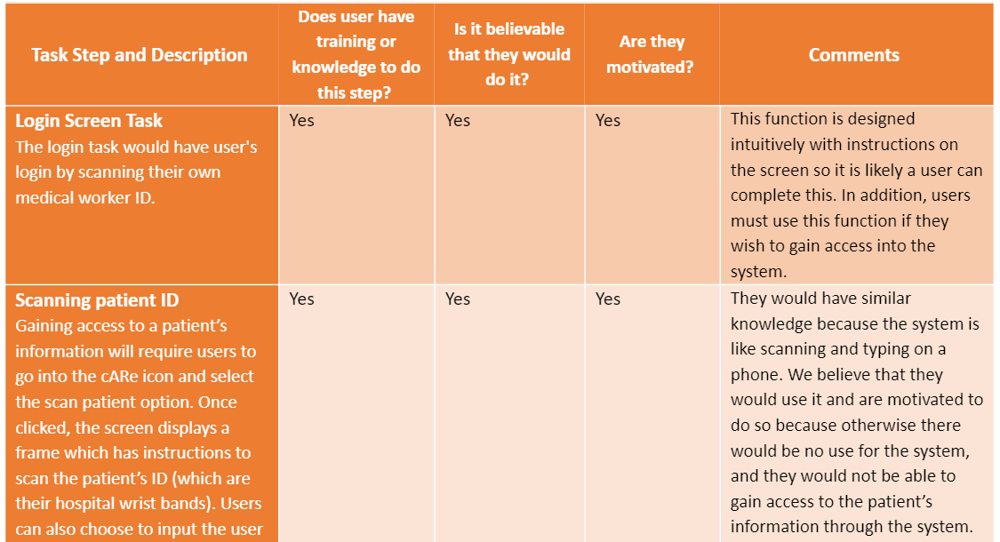 Task Step and Description
Does user have
training or
knowledge to do
this step?
Is it believable
that they would
do it?
Are they
motivated?
Comments
Login Screen Task
The login task would have user's
login by scanning their own
medical worker ID.
Yes
Yes
Yes
This function is designed
intuitively with instructions on
the screen so it is likely a user can
complete this. In addition, users
must use this function if they
wish to gain access into the
system.
Scanning patient ID
Gaining access to a patient’s
information will require users to
go into the cARe icon and select
the scan patient option. Once
clicked, the screen displays a
frame which has instructions to
scan the patient’s ID (which are
their hospital wrist bands). Users
can also choose to input the user
Yes
Yes
Yes
They would have similar
knowledge because the system is
like scanning and typing on a
phone. We believe that they
would use it and are motivated to
do so because otherwise there
would be no use for the system,
and they would not be able to
gain access to the patient’s
information through the system.